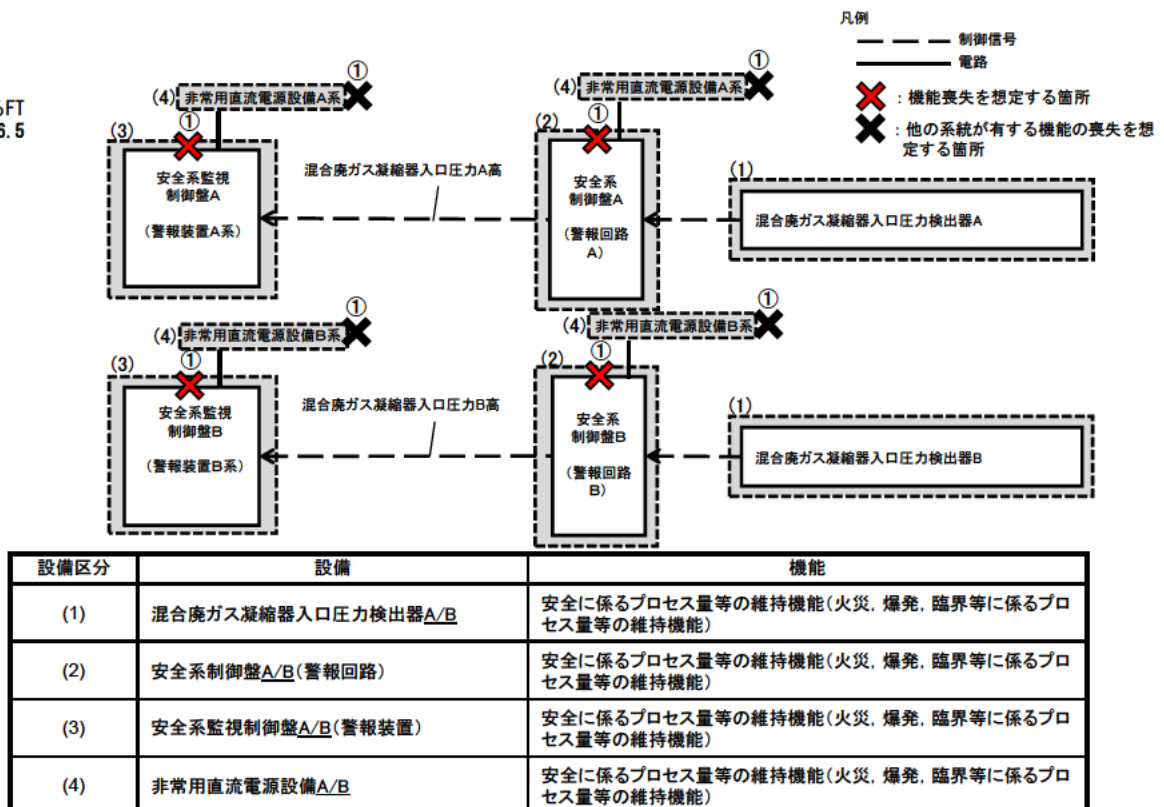 凡例
制御信号
電路
：機能喪失を想定する箇所
：他の系統が有する機能の喪失を想
定する箇所
FT
6.5
①
(4) 非常用直流電源設備A系
①
(3)
安全系監視
制御盤A
(警報装置A系)
混合廃ガス凝縮器入口圧力A高
①
(4) 非常用直流電源設備A系
①
(2)
安全系
制御盤A
(警報回路
A)
(1)
混合廃ガス凝縮器入口圧力検出器A
①
(4) 非常用直流電源設備B系
①
(3)
安全系監視
制御盤B
(警報装置B系)
混合廃ガス凝縮器入口圧力B高
①
(4) 非常用直流電源設備B系
①
(2)
安全系
制御盤B
(警報回路
B)
(1)
混合廃ガス凝縮器入口圧力検出器B
設備区分 設備 機能
(1) 混合廃ガス凝縮器入口圧力検出器A/B 安全に係るプロセス量等の維持機能(火災, 爆発, 臨界等に係るプロ
セス量等の維持機能)
(2) 安全系制御盤A/B(警報回路) 安全に係るプロセス量等の維持機能(火災, 爆発, 臨界等に係るプロ
セス量等の維持機能)
(3) 安全系監視制御盤A/B(警報装置) 安全に係るプロセス量等の維持機能(火災, 爆発, 臨界等に係るプロ
セス量等の維持機能)
(4) 非常用直流電源設備A/B 安全に係るプロセス量等の維持機能(火災, 爆発, 臨界等に係るプロ
セス量等の維持機能)